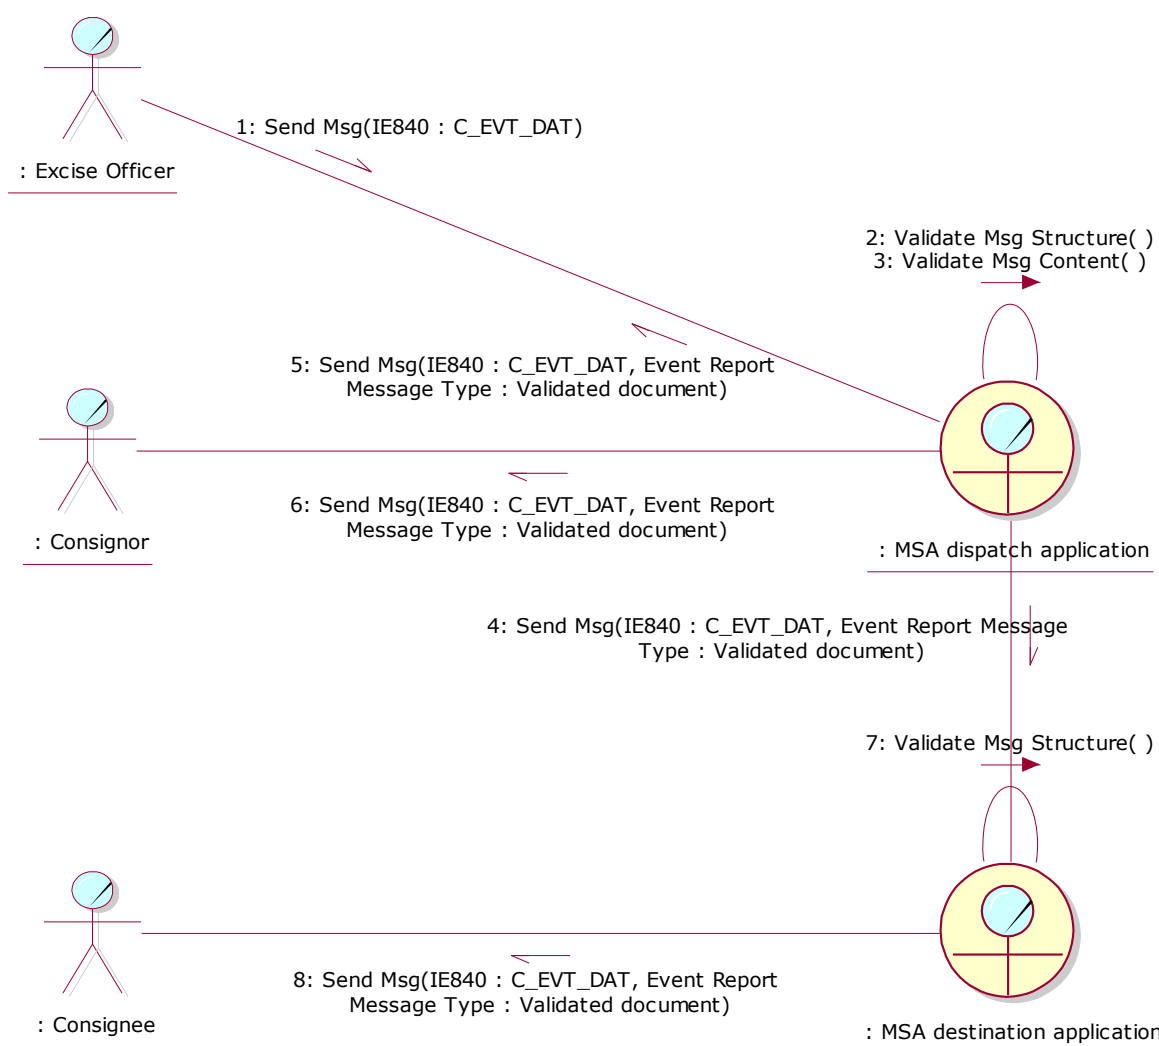 1: Send Msg(IE840 : C_EVT_DAT)
: Excise Officer
2: Validate Msg Structure( )
3: Validate Msg Content( )
5: Send Msg(IE840 : C_EVT_DAT, Event Report
Message Type : Validated document)
6: Send Msg(IE840 : C_EVT_DAT, Event Report
Message Type : Validated document)
: Consignor
: MSA dispatch application
4: Send Msg(IE840 : C_EVT_DAT, Event Report Message
Type : Validated document)
7: Validate Msg Structure( )
8: Send Msg(IE840 : C_EVT_DAT, Event Report
Message Type : Validated document)
: Consignee
: MSA destination application